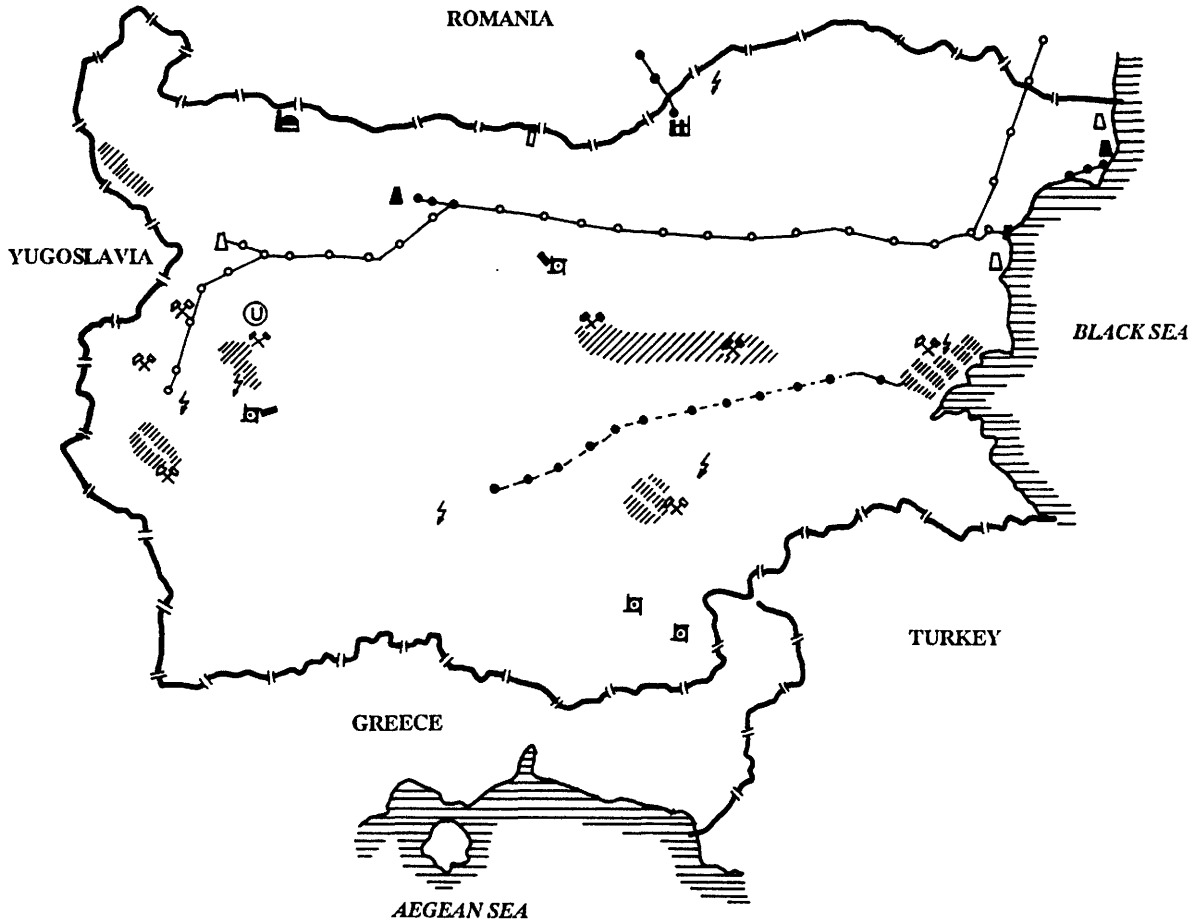 ROMANIA
YUGOSLAVIA
U
BLACK SEA
TURKEY
GREECE
AEGEAN SEA